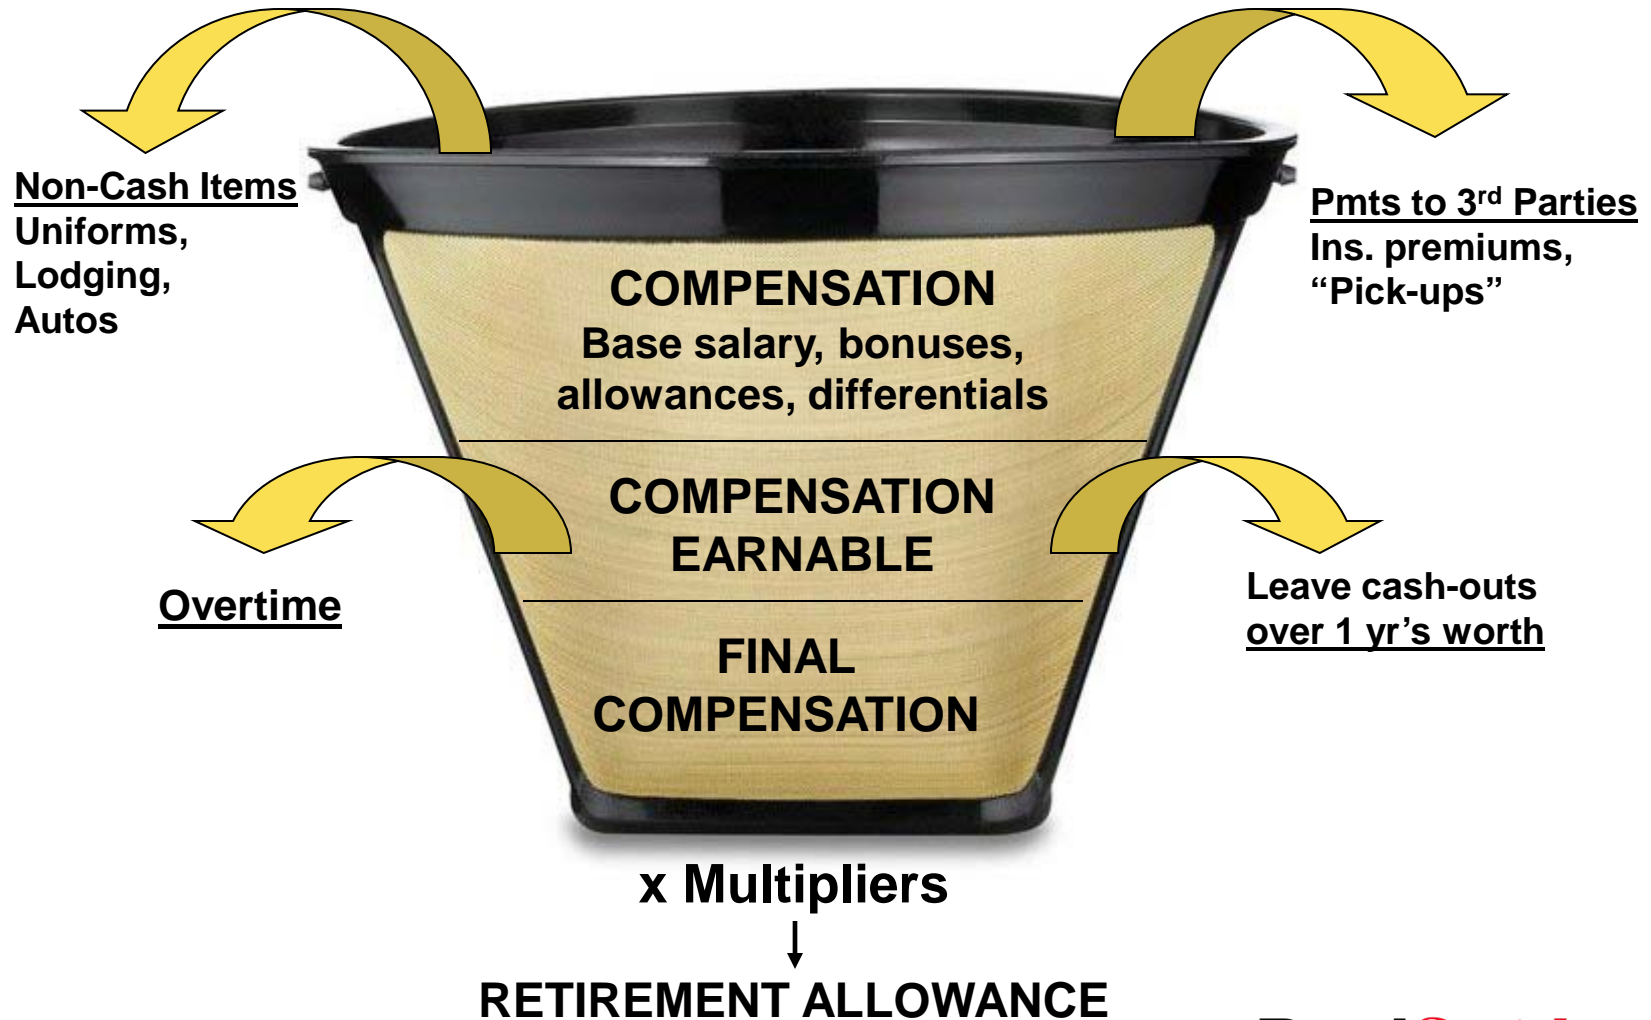 Non-Cash Items
Uniforms,
Lodging,
Autos
Pmts to 3rd Parties
Ins. premiums,
“Pick-ups”
COMPENSATION
Base salary, bonuses,
allowances, differentials
COMPENSATION
EARNABLE
Overtime
Leave cash-outs
over 1 yr’s worth
FINAL
COMPENSATION
x Multipliers
RETIREMENT ALLOWANCE